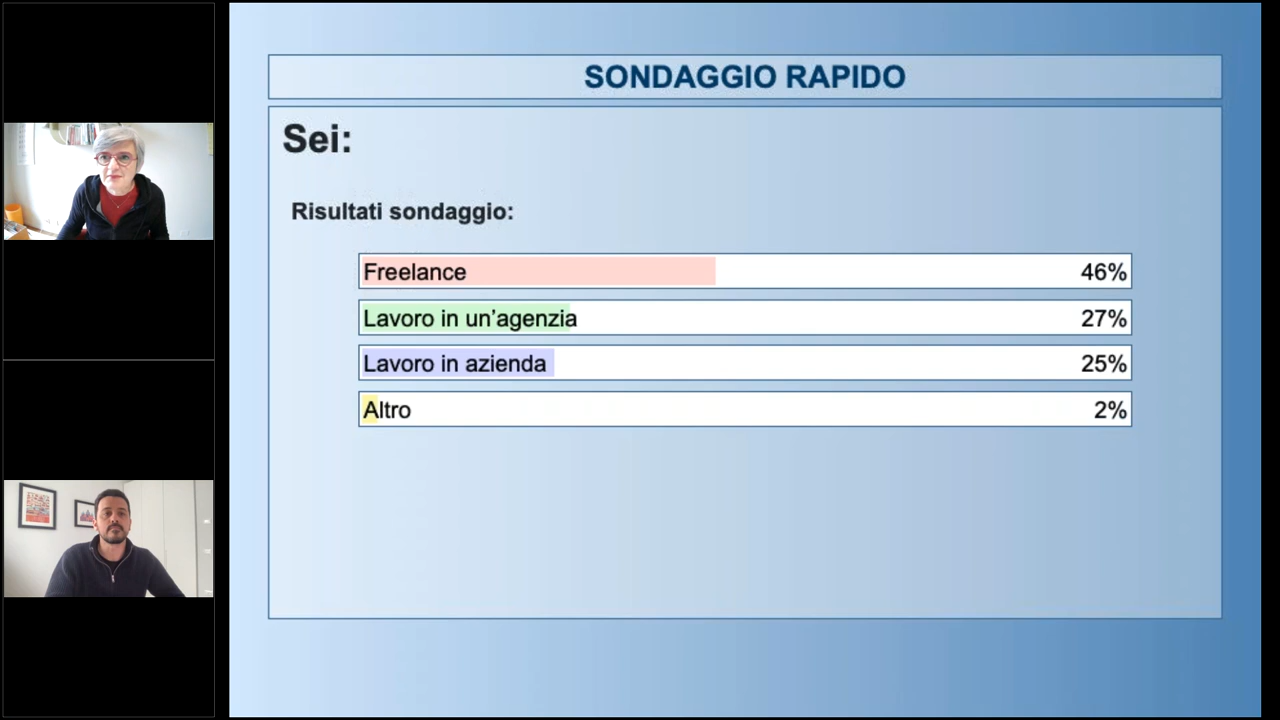 SONDAGGIO RAPIDO
Sei:
Risultati sondaggio:
Freelance 46%
Lavoro in un’agenzia 27%
Lavoro in azienda 25%
Altro 2%